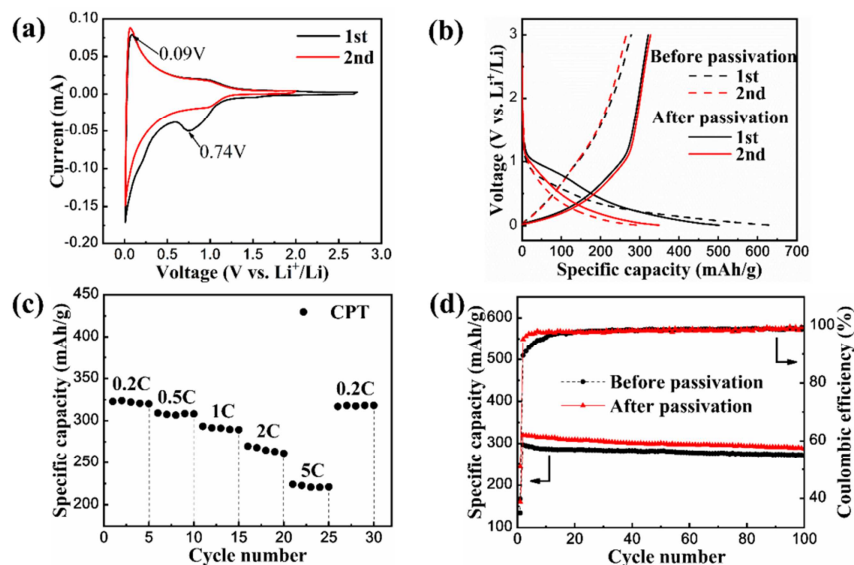 (a)
0.10
0.05
0.00
-0.05
-0.10
-0.15
-0.20
Current (mA)
0.09V
0.74V
1st
2nd
0.0 0.5 1.0 1.5 2.0 2.5 3.0
Voltage (V vs. Li⁺/Li)
(b)
3
2
1
0
Voltage (V vs. Li⁺/Li)
Before passivation
1st
2nd
After passivation
1st
2nd
0 100 200 300 400 500 600 700
Specific capacity (mAh/g)
(c)
450
400
350
300
250
200
Specific capacity (mAh/g)
CPT
0.2C
0.5C
1C
2C
5C
0.2C
0 5 10 15 20 25 30
Cycle number
(d)
600
500
400
300
200
100
Specific capacity (mAh/g)
Before passivation
After passivation
100
80
60
40
Coulombic efficiency (%)
0 20 40 60 80 100
Cycle number